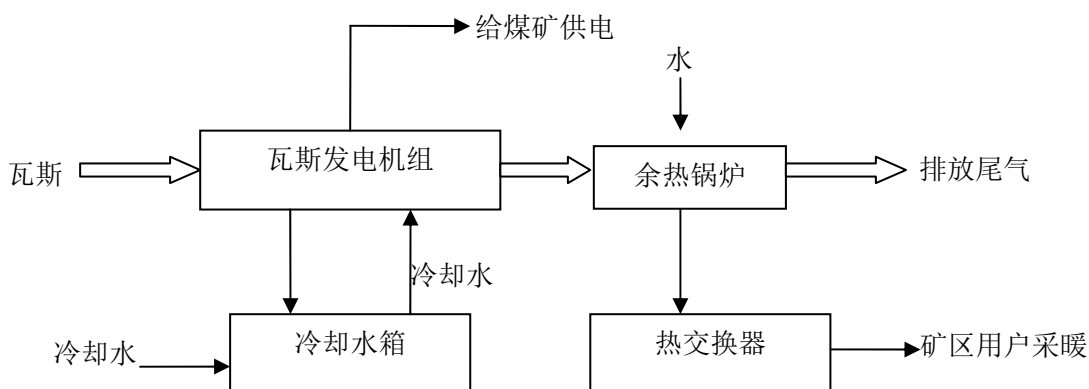 给煤矿供电
水
瓦斯
瓦斯发电机组
余热锅炉
排放尾气
冷却水
冷却水
冷却水箱
热交换器
矿区用户采暖